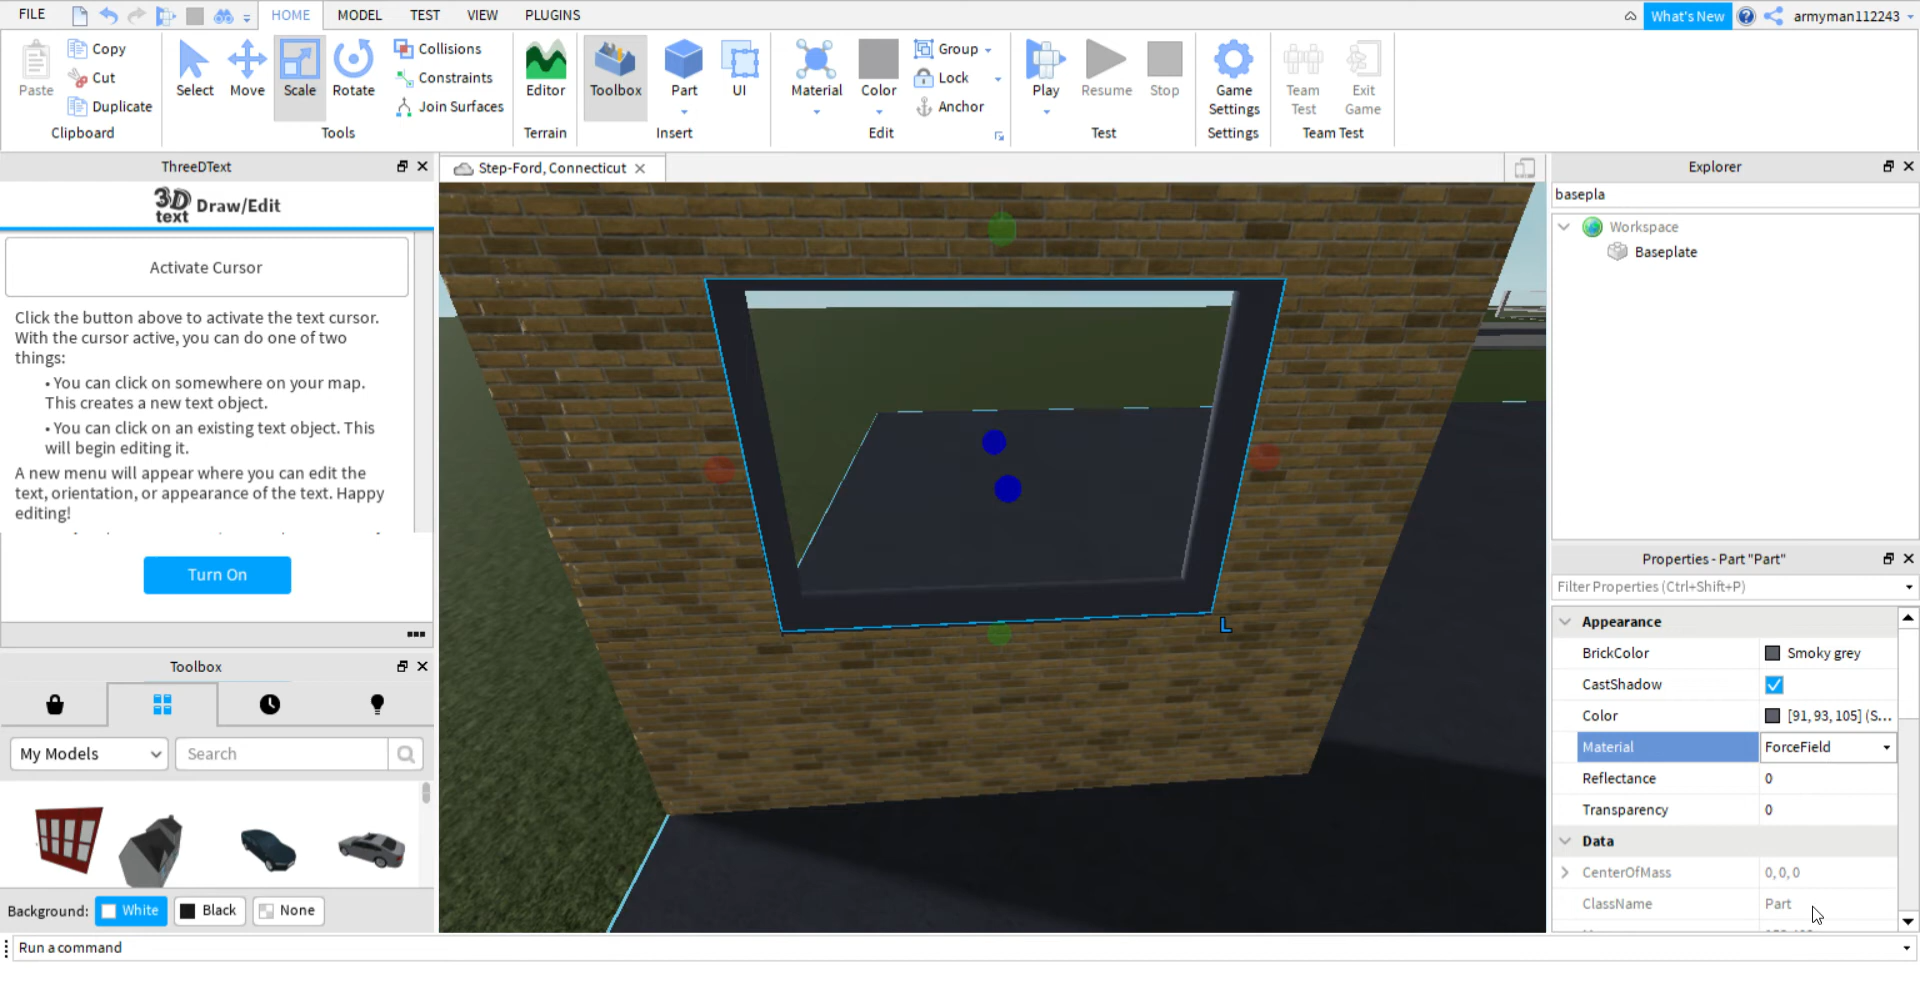 FILE
HOME
MODEL
TEST
VIEW
PLUGINS
What's New
armyman112243
Paste
Copy
Cut
Duplicate
Clipboard
Select
Move
Scale
Rotate
Collisions
Constraints
Join Surfaces
Tools
Editor
Terrain
Toolbox
Part
UI
Insert
Material
Color
Group
Lock
Anchor
Edit
Play
Resume
Stop
Test
Game
Settings
Settings
Team
Test
Exit
Game
Team Test
ThreeDText
3D
text
Draw/Edit
Activate Cursor
Click the button above to activate the text cursor.
With the cursor active, you can do one of two
things:
• You can click on somewhere on your map.
This creates a new text object.
• You can click on an existing text object. This
will begin editing it.
A new menu will appear where you can edit the
text, orientation, or appearance of the text. Happy
editing!
Turn On
Toolbox
My Models
Search
Background:
White
Black
None
Run a command
Step-Ford, Connecticut
L
Explorer
basepla
Workspace
Baseplate
Properties - Part "Part"
Filter Properties (Ctrl+Shift+P)
Appearance
BrickColor
Smoky grey
CastShadow
Color
[91, 93, 105] (S...
Material
ForceField
Reflectance
0
Transparency
0
Data
CenterOfMass
0, 0, 0
ClassName
Part